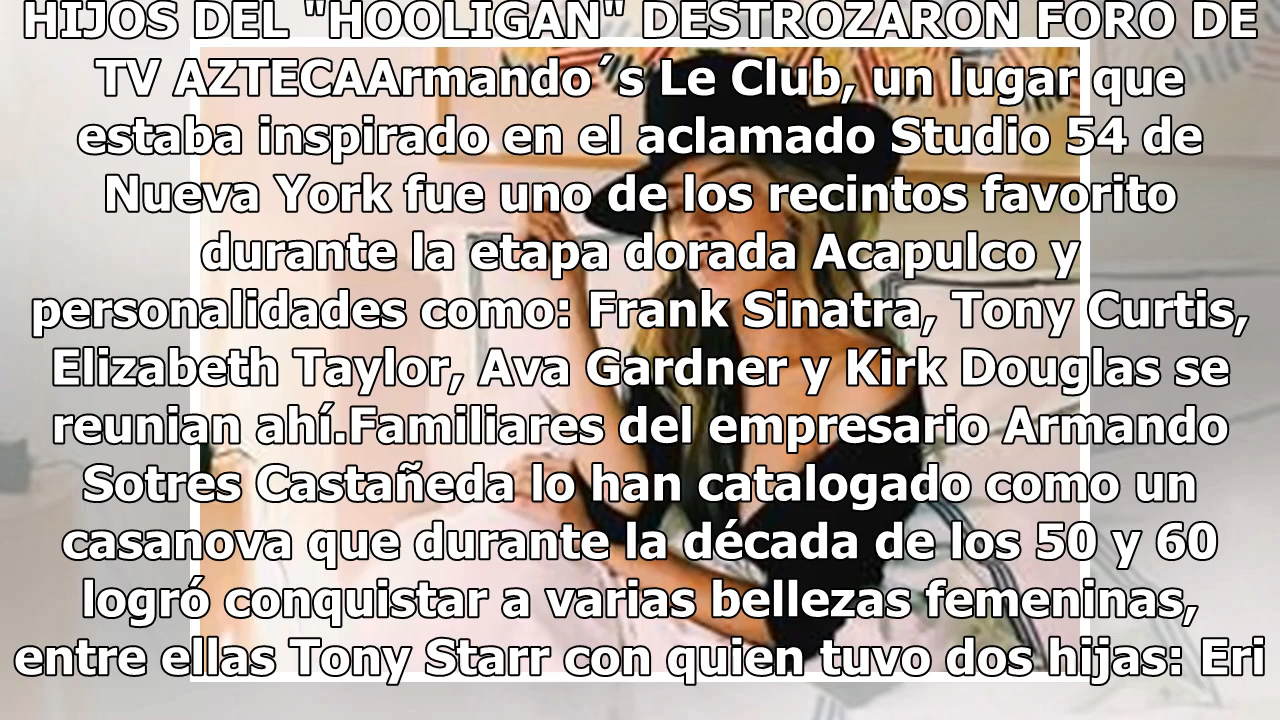 HIJOS DEL "HOOLIGAN" DESTROZARON FORO DE
TV AZTECAArmando´s Le Club, un lugar que
estaba inspirado en el aclamado Studio 54 de
Nueva York fue uno de los recintos favorito
durante la etapa dorada Acapulco y
personalidades como: Frank Sinatra, Tony Curtis,
Elizabeth Taylor, Ava Gardner y Kirk Douglas se
reunian ahí.Familiares del empresario Armando
Sotres Castañeda lo han catalogado como un
casanova que durante la década de los 50 y 60
logró conquistar a varias bellezas femeninas,
entre ellas Tony Starr con quien tuvo dos hijas: Eri